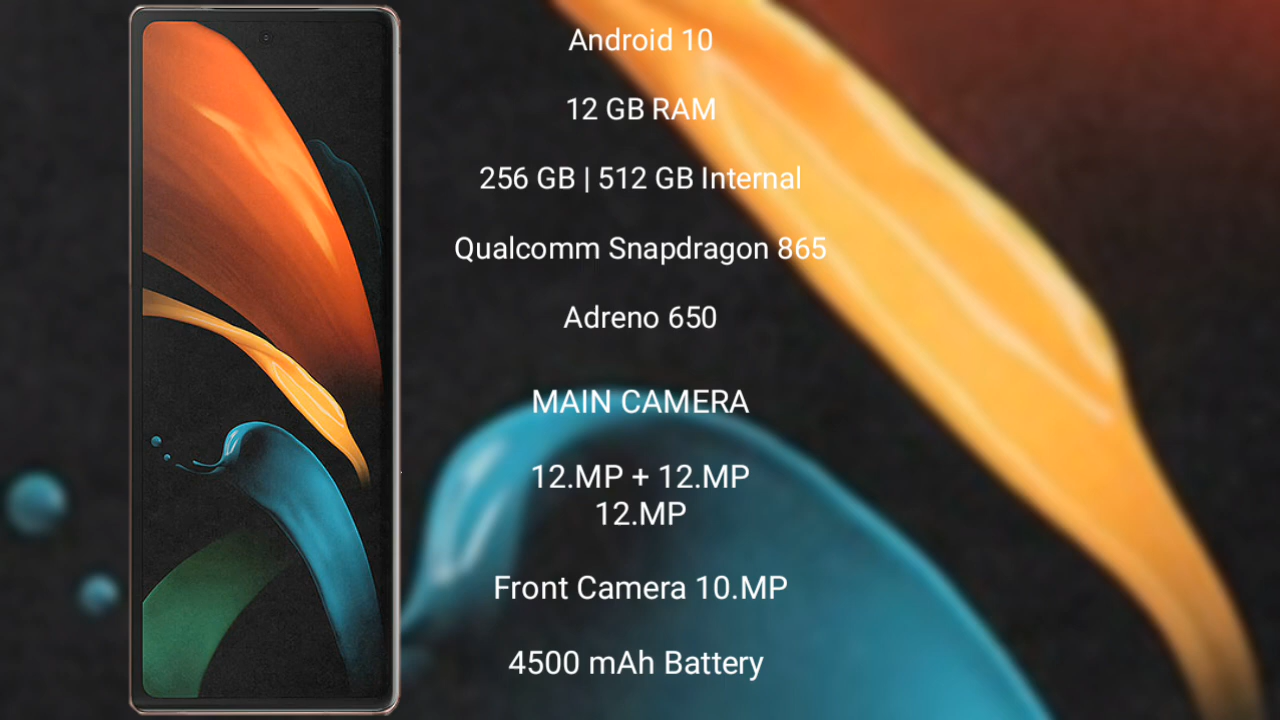 Android 10
12 GB RAM
256 GB | 512 GB Internal
Qualcomm Snapdragon 865
Adreno 650
MAIN CAMERA
12.MP + 12.MP
12.MP
Front Camera 10.MP
4500 mAh Battery